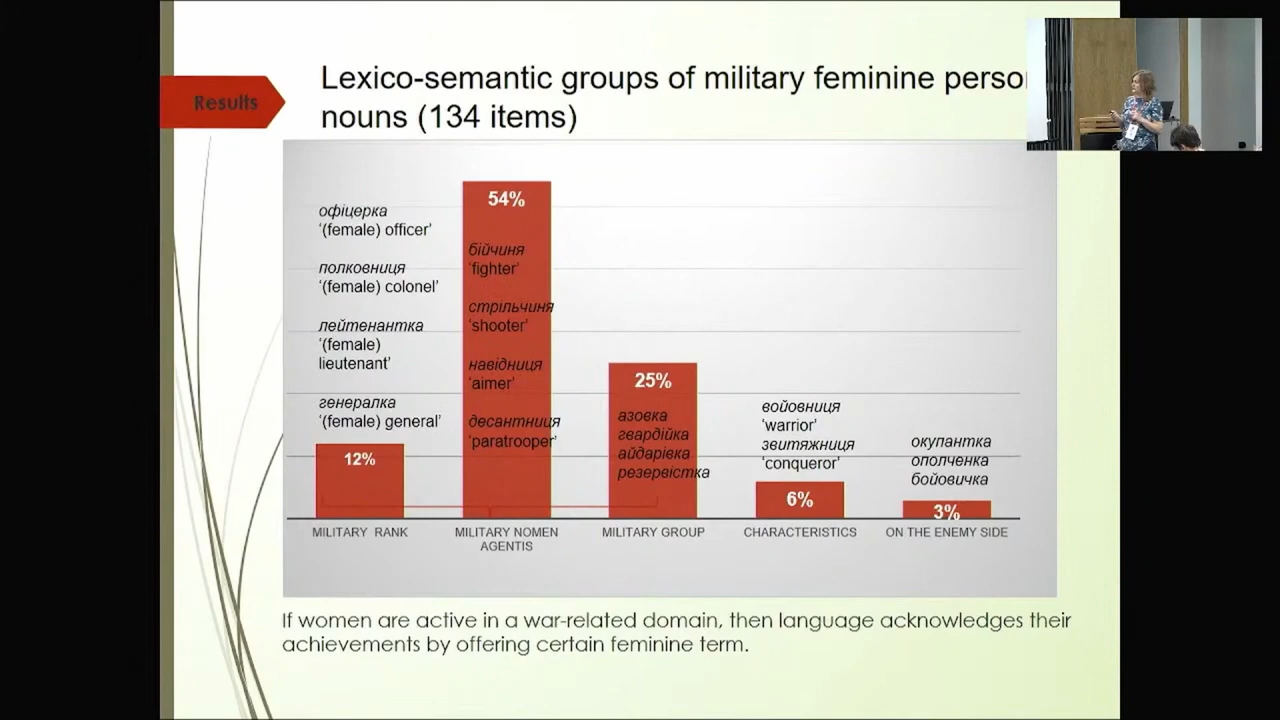 Results
Lexico-semantic groups of military feminine
nouns (134 items)
офіцерка
‘(female) officer’
полковниця
‘(female) colonel’
лейтенантка
‘(female)
lieutenant’
генералка
‘(female) general’
12%
MILITARY RANK
54%
бійчиня
‘fighter’
стрільчиня
‘shooter’
навідниця
‘aimer’
десантниця
‘paratrooper’
MILITARY NOMEN
AGENTIS
25%
азовка
гвардійка
айдарівка
резервістка
MILITARY GROUP
войовниця
‘warrior’
звитяжниця
‘conqueror’
6%
CHARACTERISTICS
окупантка
ополченка
бойовичка
3%
ON THE ENEMY SIDE
If women are active in a war-related domain, then language acknowledges their
achievements by offering certain feminine term.